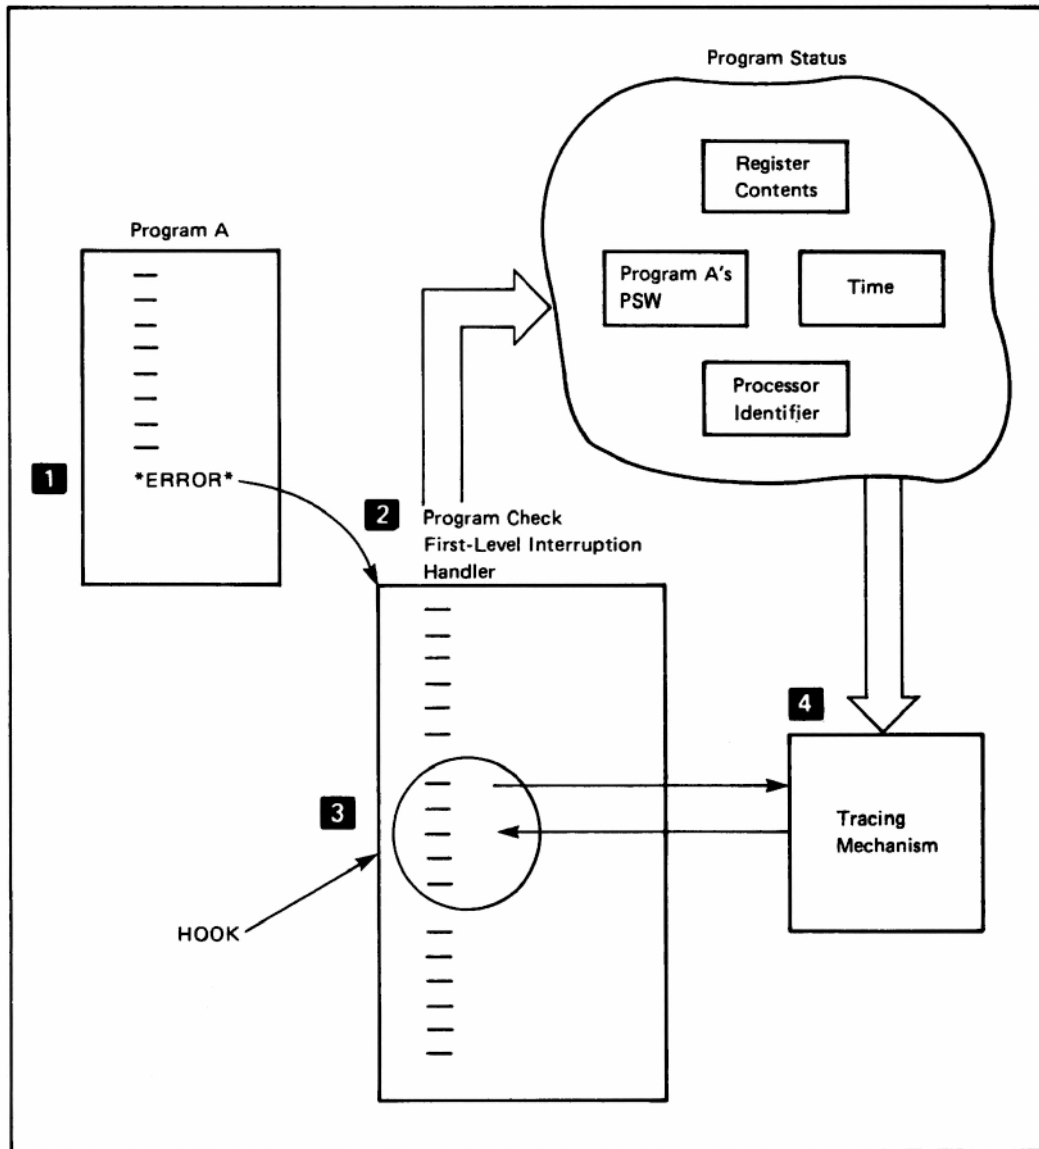 Program Status
Register
Contents
Program A
Program A's
PSW
Time
Processor
Identifier
1
*ERROR*
2
Program Check
First-Level Interruption
Handler
4
3
Tracing
Mechanism
HOOK